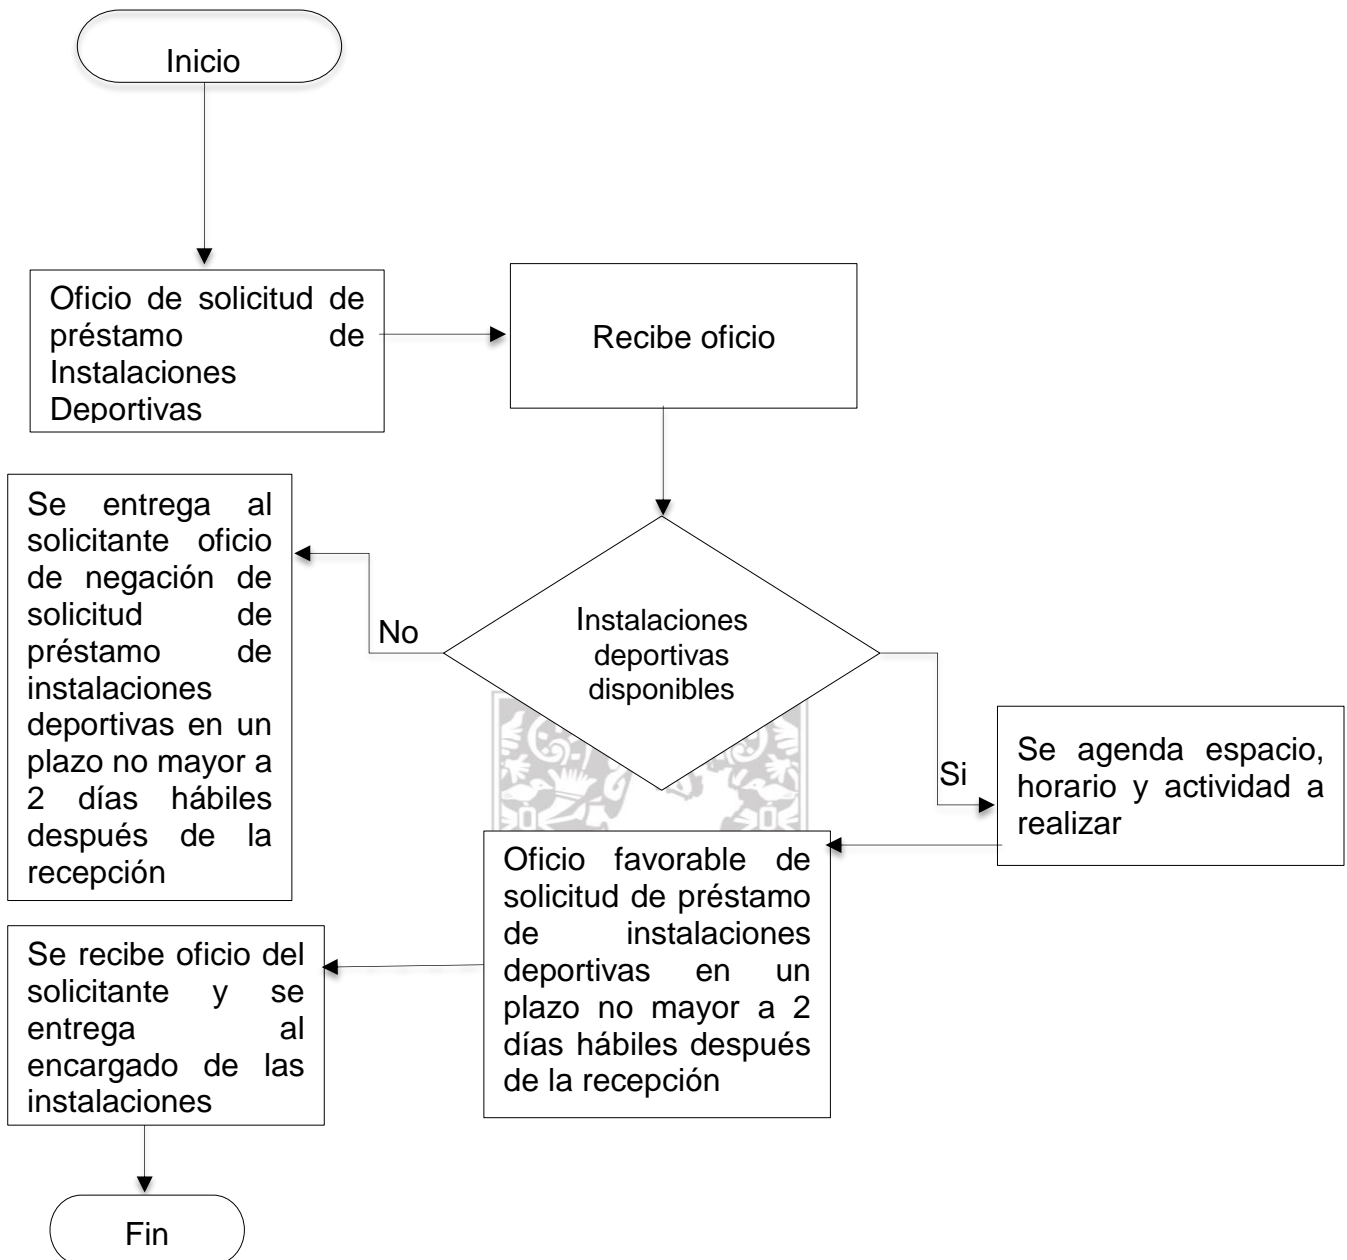 Inicio
Oficio de solicitud de
préstamo de
Instalaciones
Deportivas
Recibe oficio
Se entrega al
solicitante oficio
de negación de
solicitud de
préstamo de
instalaciones
deportivas en un
plazo no mayor a
2 días hábiles
después de la
recepción
No
Instalaciones
deportivas
disponibles
Si
Se agenda espacio,
horario y actividad a
realizar
Oficio favorable de
solicitud de préstamo
de instalaciones
deportivas en un
plazo no mayor a 2
días hábiles después
de la recepción
Se recibe oficio del
solicitante y se
entrega al
encargado de las
instalaciones
Fin